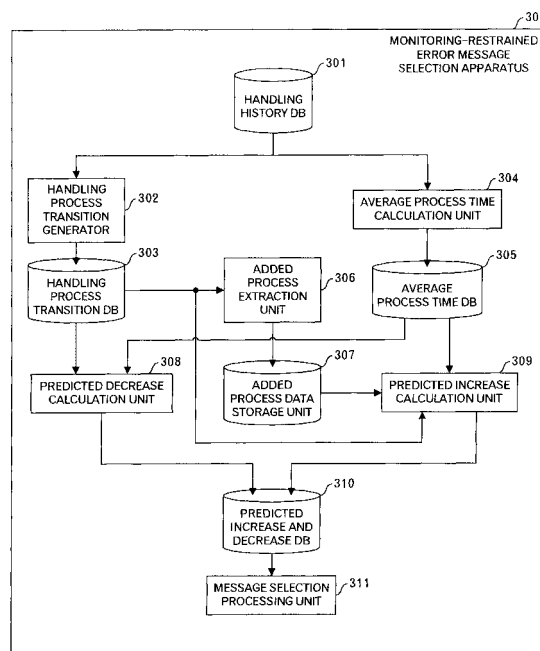 30
MONITORING-RESTRAINED
ERROR MESSAGE
SELECTION APPARATUS
301
HANDLING
HISTORY DB
302
HANDLING
PROCESS
TRANSITION
GENERATOR
304
AVERAGE PROCESS TIME
CALCULATION UNIT
303
HANDLING
PROCESS
TRANSITION DB
306
ADDED
PROCESS
EXTRACTION
UNIT
305
AVERAGE
PROCESS TIME DB
308
PREDICTED DECREASE
CALCULATION UNIT
307
ADDED
PROCESS DATA
STORAGE UNIT
309
PREDICTED INCREASE
CALCULATION UNIT
310
PREDICTED
INCREASE AND
DECREASE DB
MESSAGE SELECTION
PROCESSING UNIT
311